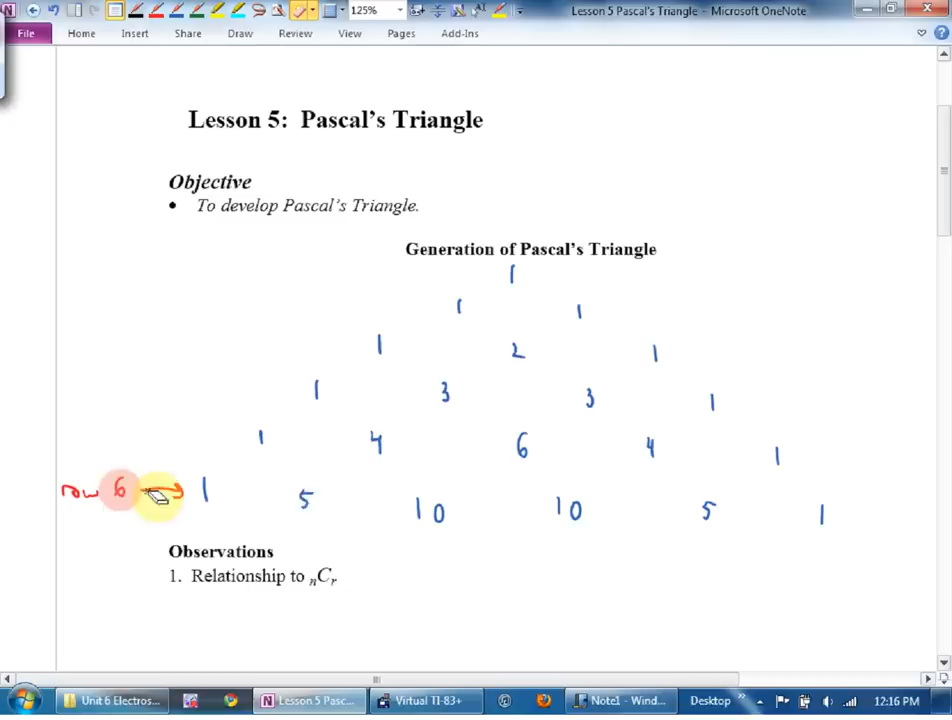 125%
Lesson 5 Pascal's Triangle - Microsoft OneNote
File Home Insert Share Draw Review View Pages Add-Ins
Lesson 5: Pascal's Triangle
Objective
• To develop Pascal's Triangle.
Generation of Pascal's Triangle
1
1 1
1 2 1
1 3 3 1
1 4 6 4 1
row 6 → 1 5 10 10 5 1
Observations
1. Relationship to nCr
Unit 6 Electros... Lesson 5 Pasc... Virtual TI-83+ Note1 - Wind... Desktop » 12:16 PM